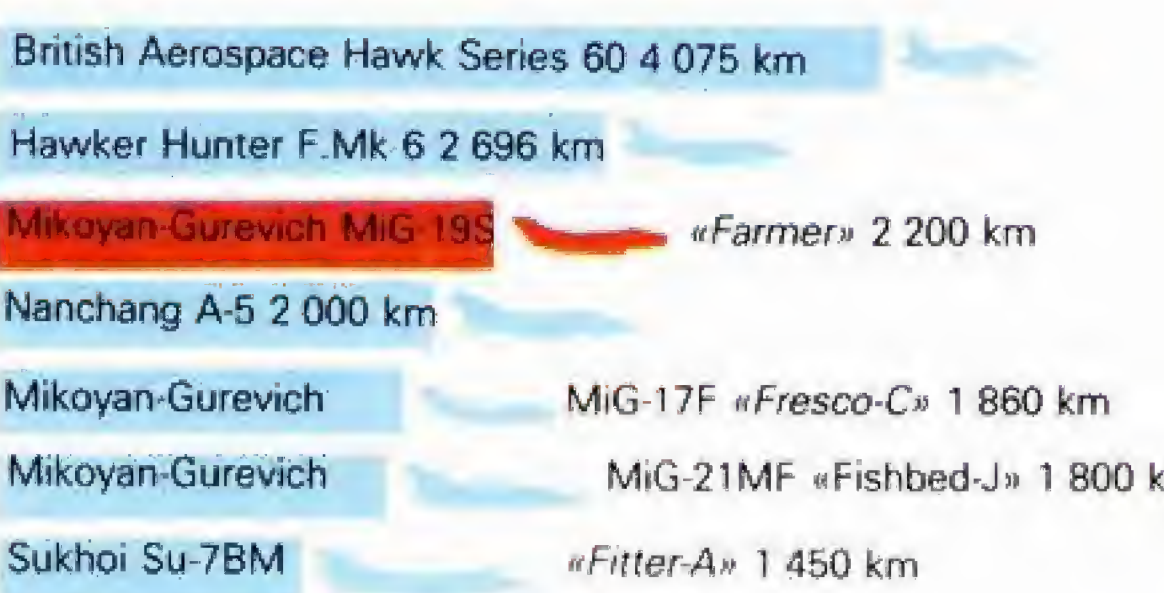 British Aerospace Hawk Series 60 4 075 km
Hawker Hunter F.Mk 6 2 696 km
Mikoyan-Gurevich MiG-19S «Farmer» 2 200 km
Nanchang A-5 2 000 km
Mikoyan-Gurevich MiG-17F «Fresco-C» 1 860 km
Mikoyan-Gurevich MiG-21MF «Fishbed-J» 1 800 k
Sukhoi Su-7BM «Fitter-A» 1 450 km